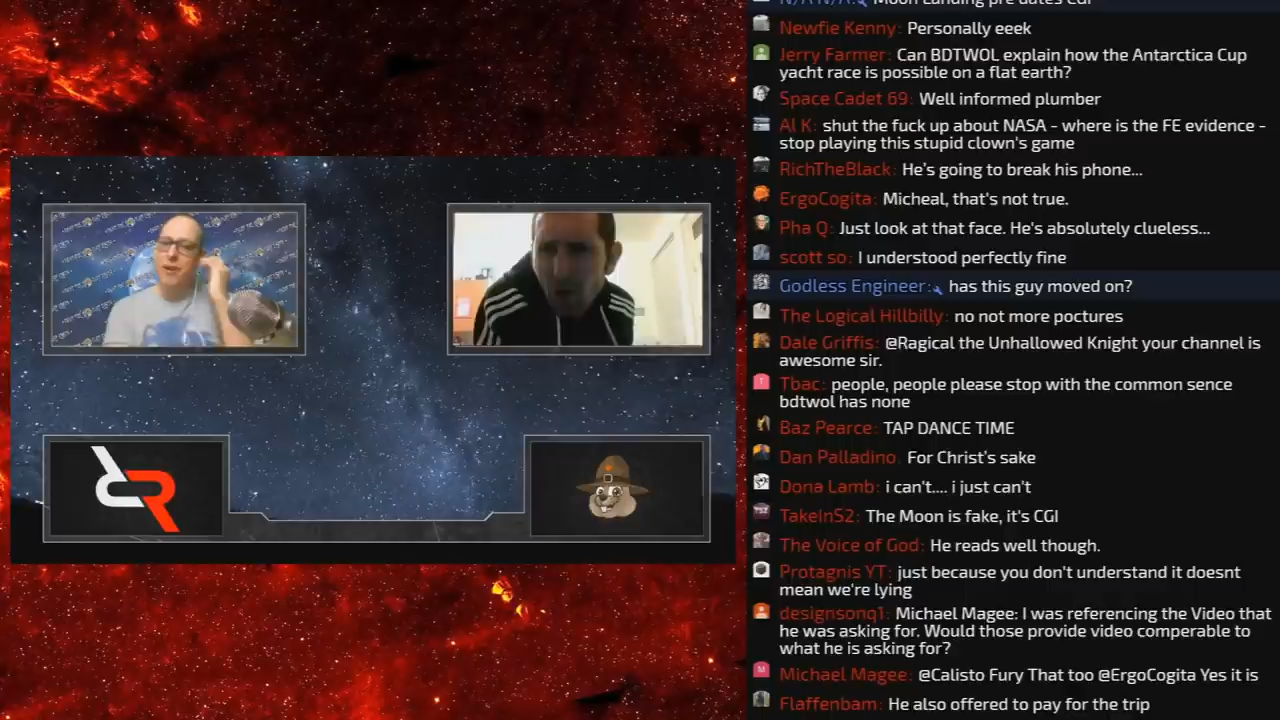 Moon Landing pre dates CGI
Newfie Kenny: Personally eeek
Jerry Farmer: Can BDTWOL explain how the Antarctica Cup
yacht race is possible on a flat earth?
Space Cadet 69: Well informed plumber
Al K: shut the fuck up about NASA - where is the FE evidence -
stop playing this stupid clown's game
RichTheBlack: He's going to break his phone...
ErgoCogita: Micheal, that's not true.
Pha Q: Just look at that face. He's absolutely clueless...
scott so: I understood perfectly fine
Godless Engineer: has this guy moved on?
The Logical Hillbilly: no not more poctures
Dale Griffis: @Ragical the Unhallowed Knight your channel is
awesome sir.
Tbac: people, people please stop with the common sence
bdtwol has none
Baz Pearce: TAP DANCE TIME
Dan Palladino: For Christ's sake
Dona Lamb: i can't.... i just can't
TakeInS2: The Moon is fake, it's CGI
The Voice of God: He reads well though.
Protagnis YT: just because you don't understand it doesnt
mean we're lying
designsonq1: Michael Magee: I was referencing the Video that
he was asking for. Would those provide video comperable to
what he is asking for?
Michael Magee: @Calisto Fury That too @ErgoCogita Yes it is
Flaffenbam: He also offered to pay for the trip